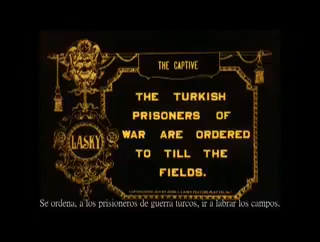 THE CAPTIVE
THE TURKISH
PRISONERS OF
WAR ARE ORDERED
TO TILL THE
FIELDS.
LASKY
Se ordena, a los prisioneros de guerra turcos, ir a labrar los campos.